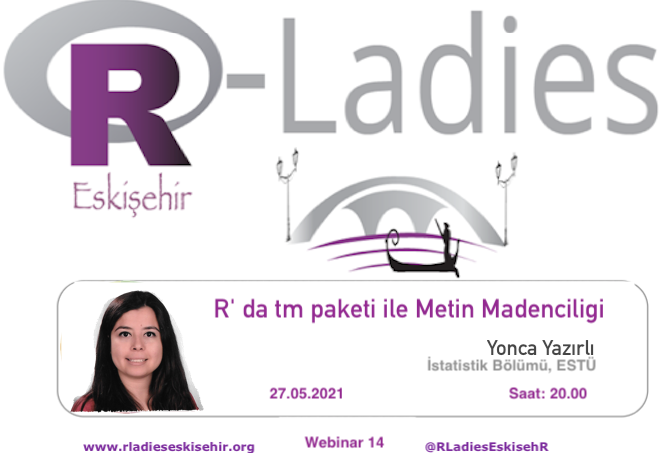 R-Ladies
Eskişehir
R' da tm paketi ile Metin Madenciligi
Yonca Yazırlı
İstatistik Bölümü, ESTÜ
27.05.2021 Saat: 20.00
www.rladieseskisehir.org Webinar 14 @RLadiesEskisehR